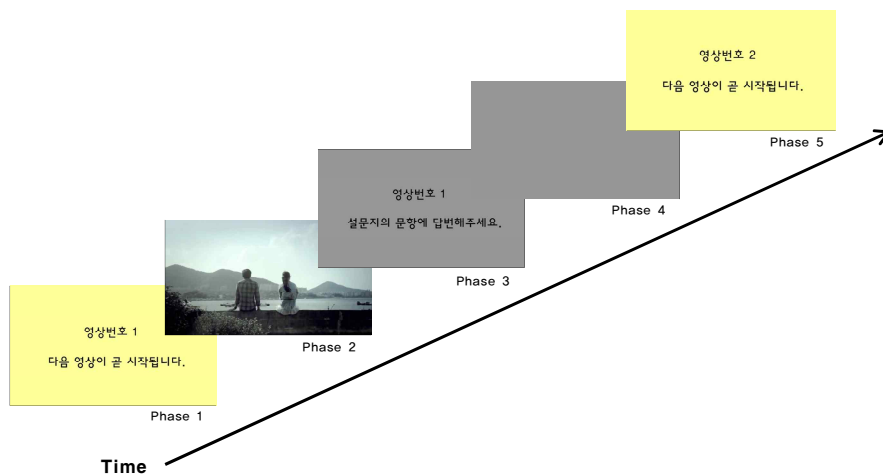 영상번호 1
다음 영상이 곧 시작됩니다.
Phase 1
Phase 2
영상번호 1
설문지의 문항에 답변해주세요.
Phase 3
Phase 4
영상번호 2
다음 영상이 곧 시작됩니다.
Phase 5
Time